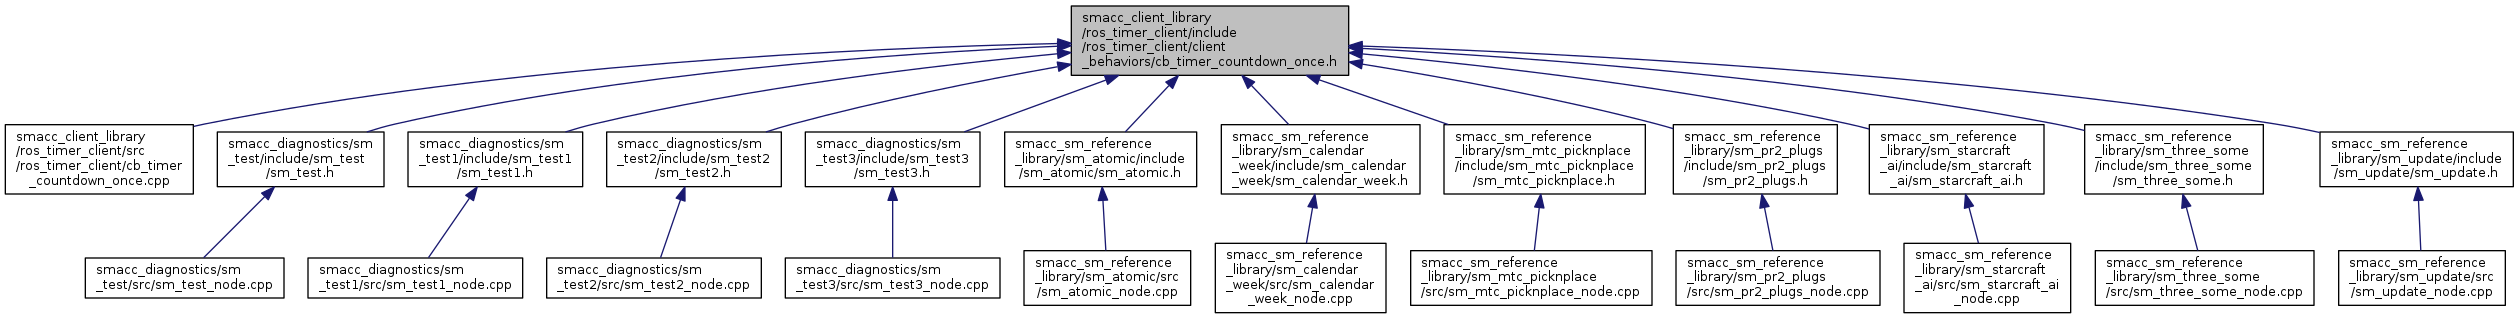 smacc_client_library
/ros_timer_client/include
/ros_timer_client/client
_behaviors/cb_timer_countdown_once.h
smacc_client_library
/ros_timer_client/src
/ros_timer_client/cb_timer
_countdown_once.cpp
smacc_diagnostics/sm
_test/include/sm_test
/sm_test.h
smacc_diagnostics/sm
_test1/include/sm_test1
/sm_test1.h
smacc_diagnostics/sm
_test2/include/sm_test2
/sm_test2.h
smacc_diagnostics/sm
_test3/include/sm_test3
/sm_test3.h
smacc_sm_reference
_library/sm_atomic/include
/sm_atomic/sm_atomic.h
smacc_sm_reference
_library/sm_calendar
_week/include/sm_calendar
_week/sm_calendar_week.h
smacc_sm_reference
_library/sm_mtc_picknplace
/include/sm_mtc_picknplace
/sm_mtc_picknplace.h
smacc_sm_reference
_library/sm_pr2_plugs
/include/sm_pr2_plugs
/sm_pr2_plugs.h
smacc_sm_reference
_library/sm_starcraft
_ai/include/sm_starcraft
_ai/sm_starcraft_ai.h
smacc_sm_reference
_library/sm_three_some
/include/sm_three_some
/sm_three_some.h
smacc_sm_reference
_library/sm_update/include
/sm_update/sm_update.h
smacc_diagnostics/sm
_test/src/sm_test_node.cpp
smacc_diagnostics/sm
_test1/src/sm_test1_node.cpp
smacc_diagnostics/sm
_test2/src/sm_test2_node.cpp
smacc_diagnostics/sm
_test3/src/sm_test3_node.cpp
smacc_sm_reference
_library/sm_atomic/src
/sm_atomic_node.cpp
smacc_sm_reference
_library/sm_calendar
_week/src/sm_calendar
_week_node.cpp
smacc_sm_reference
_library/sm_mtc_picknplace
/src/sm_mtc_picknplace_node.cpp
smacc_sm_reference
_library/sm_pr2_plugs
/src/sm_pr2_plugs_node.cpp
smacc_sm_reference
_library/sm_starcraft
_ai/src/sm_starcraft_ai
_node.cpp
smacc_sm_reference
_library/sm_three_some
/src/sm_three_some_node.cpp
smacc_sm_reference
_library/sm_update/src
/sm_update_node.cpp